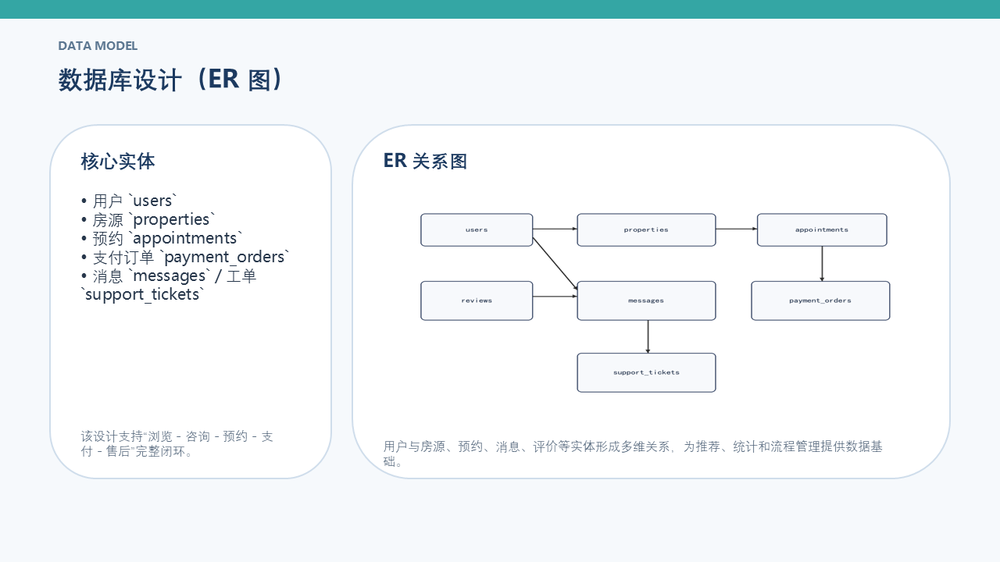 DATA MODEL
数据库设计（ER 图）
核心实体
• 用户 `users`
• 房源 `properties`
• 预约 `appointments`
• 支付订单 `payment_orders`
• 消息 `messages` / 工单
`support_tickets`
该设计支持“浏览 - 咨询 - 预约 - 支
付 - 售后”完整闭环。
ER 关系图
users
properties
appointments
reviews
messages
payment_orders
support_tickets
用户与房源、预约、消息、评价等实体形成多维关系，为推荐、统计和流程管理提供数据基
础。